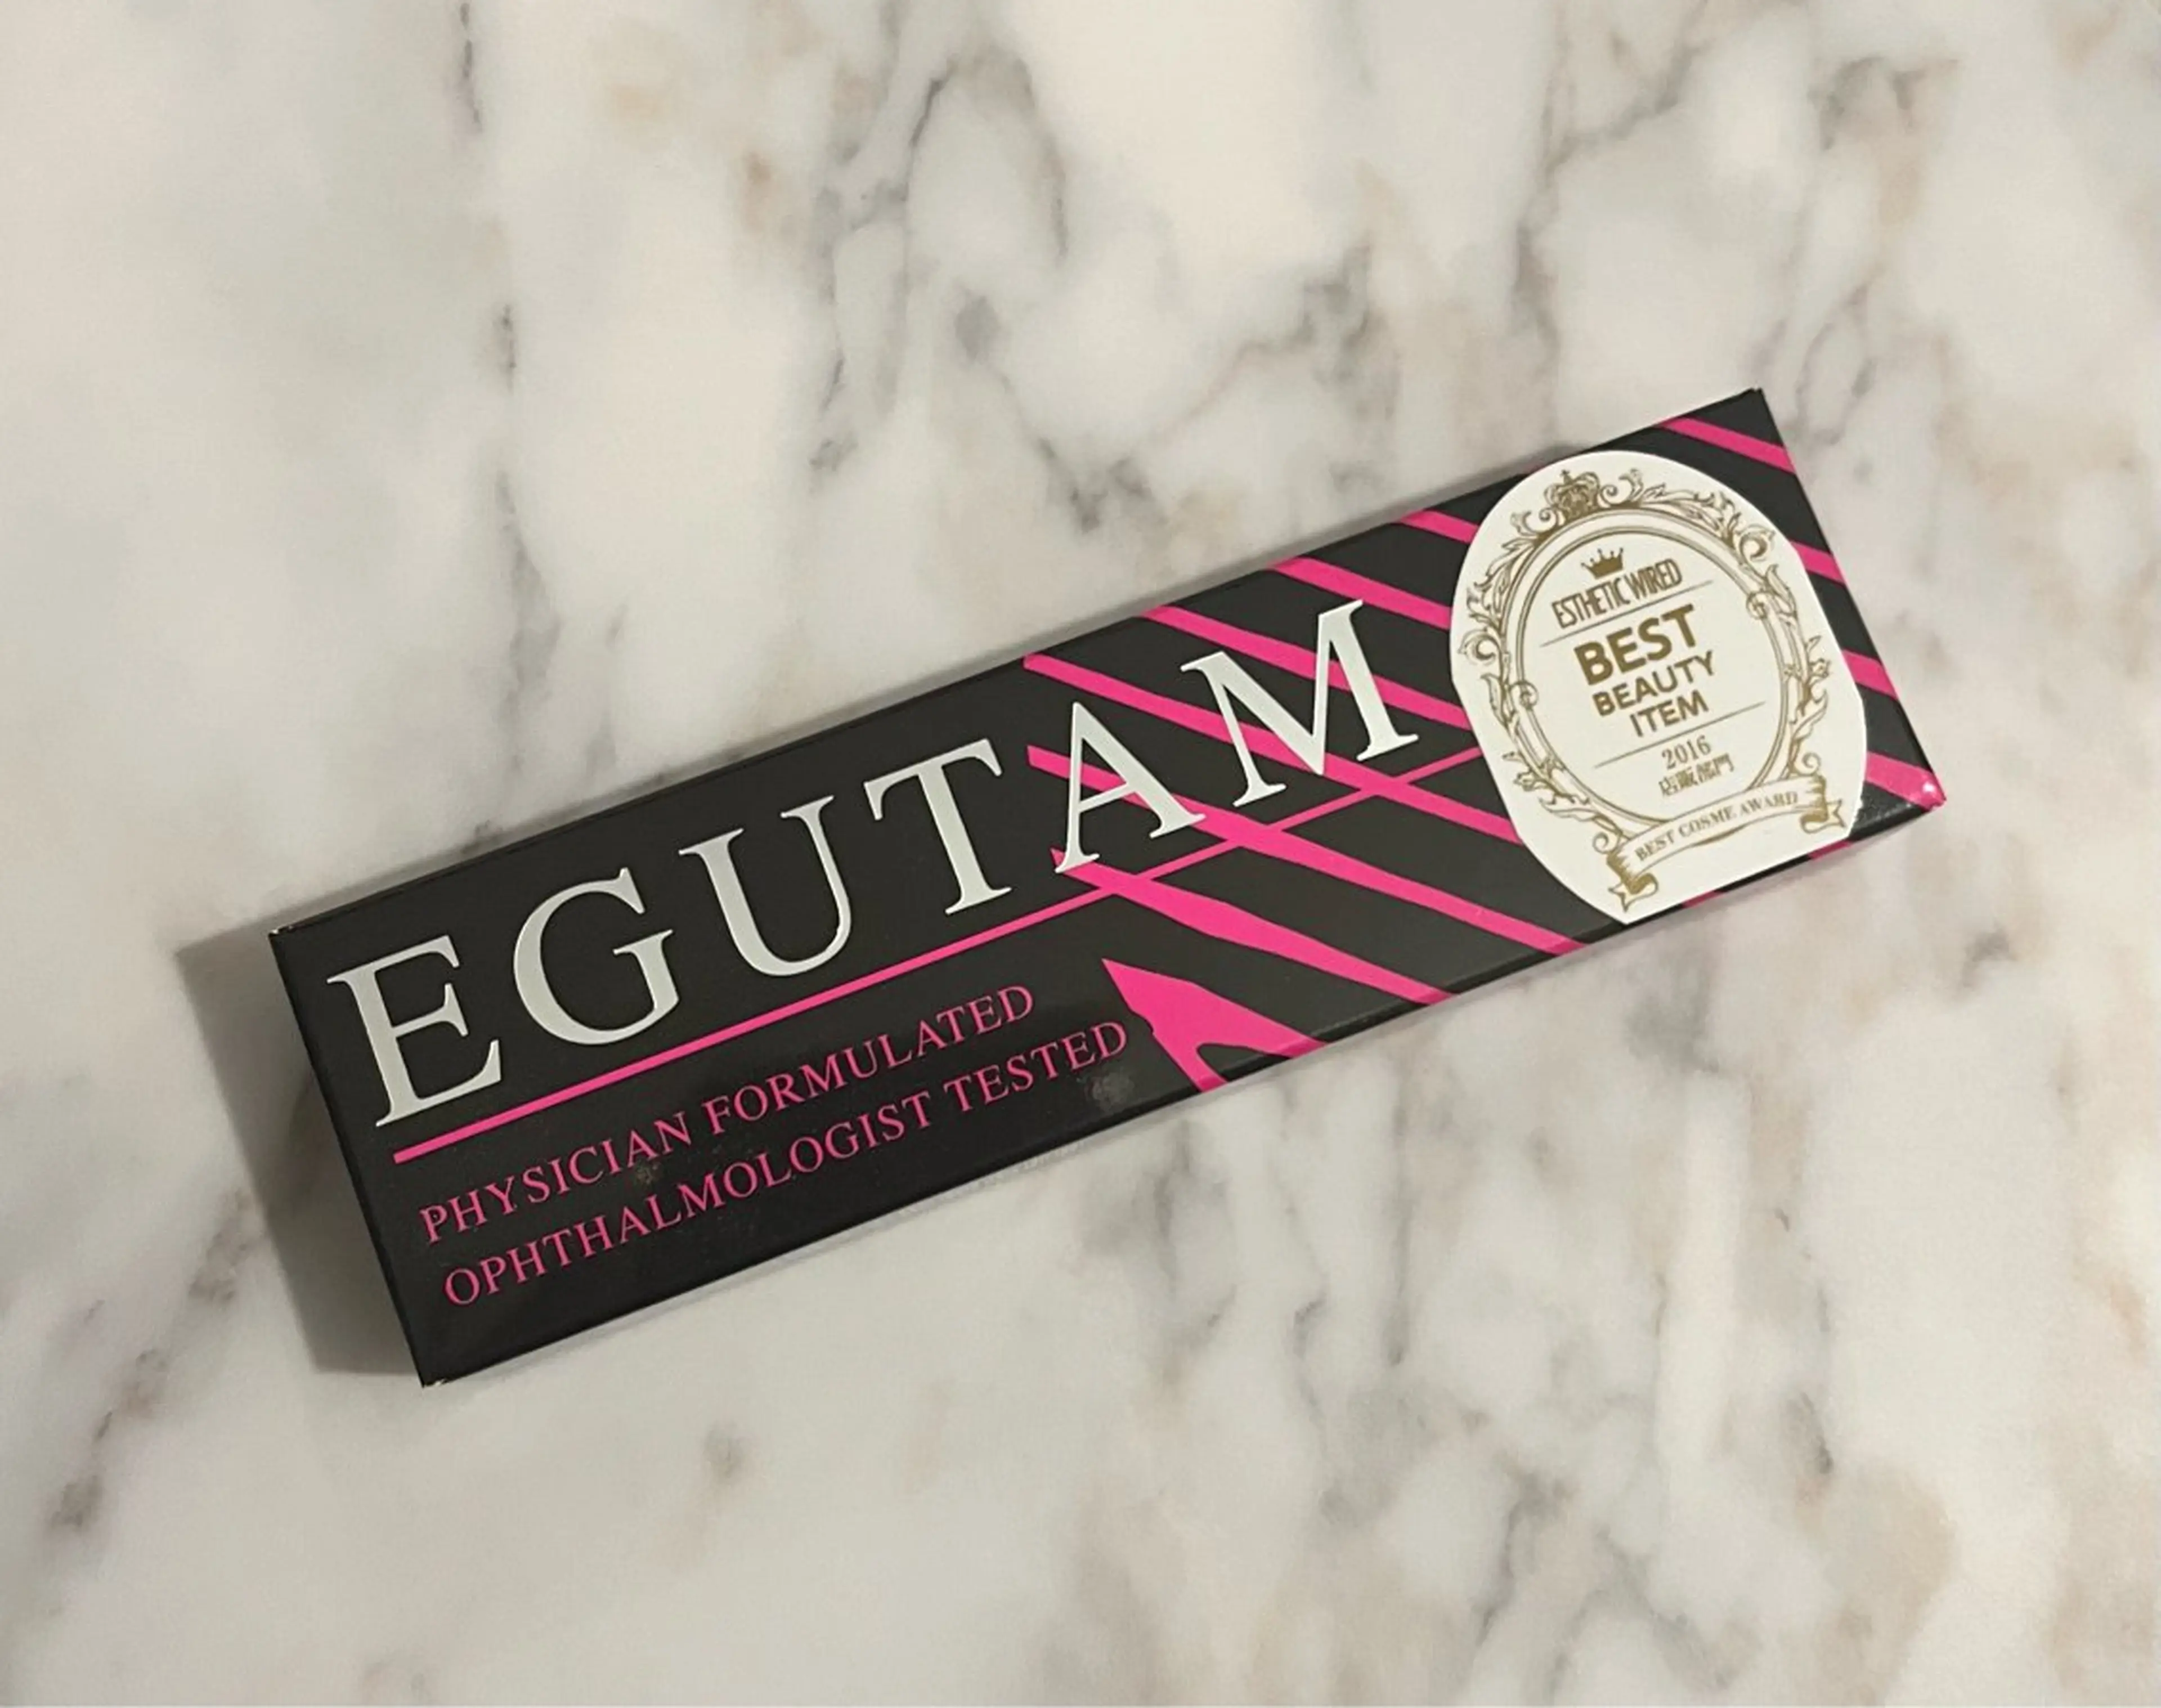 EGUTAM
PHYSICIAN FORMULATED
OPHTHALMOLOGIST TESTED
ESTHETIC WIRED
BEST
BEAUTY
ITEM
2016
店販部門
BEST COSME AWARD